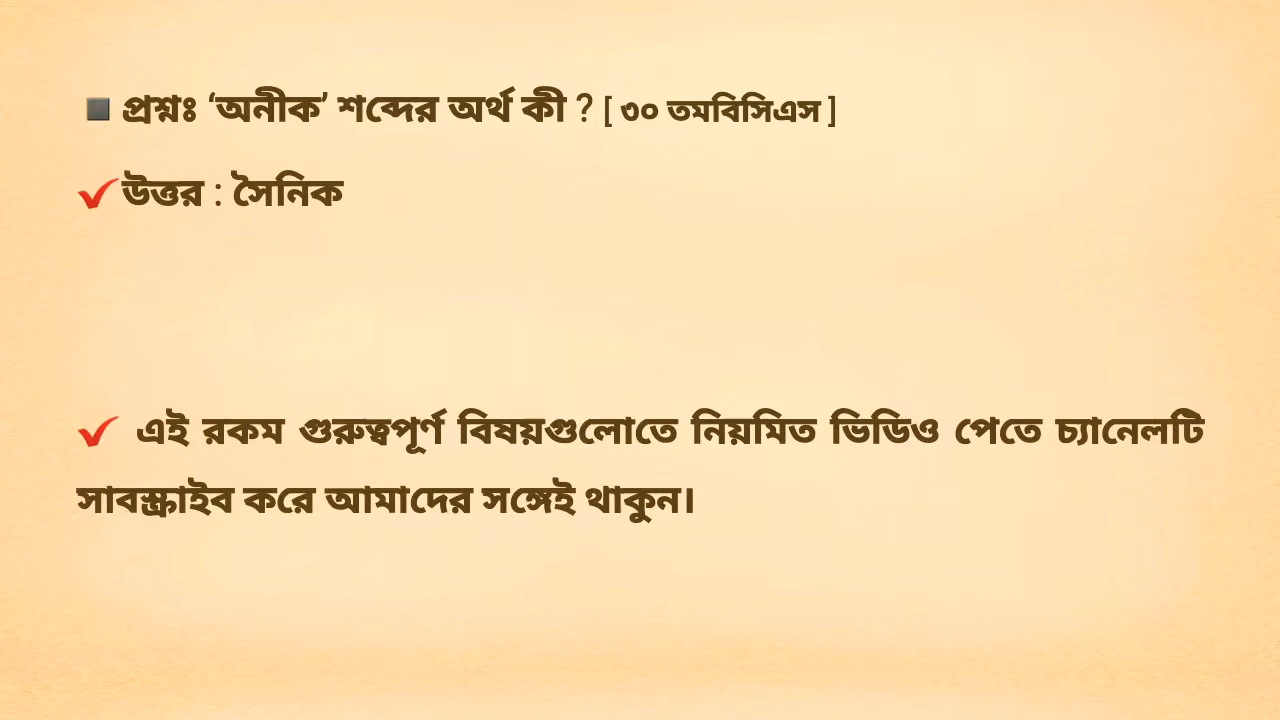 প্রশ্নঃ ‘অনীক’ শব্দের অর্থ কী ? [ ৩০ তমবিসিএস ]
উত্তর : সৈনিক
এই রকম গুরুত্বপূর্ণ বিষয়গুলোতে নিয়মিত ভিডিও পেতে চ্যানেলটি
সাবস্ক্রাইব করে আমাদের সঙ্গেই থাকুন।